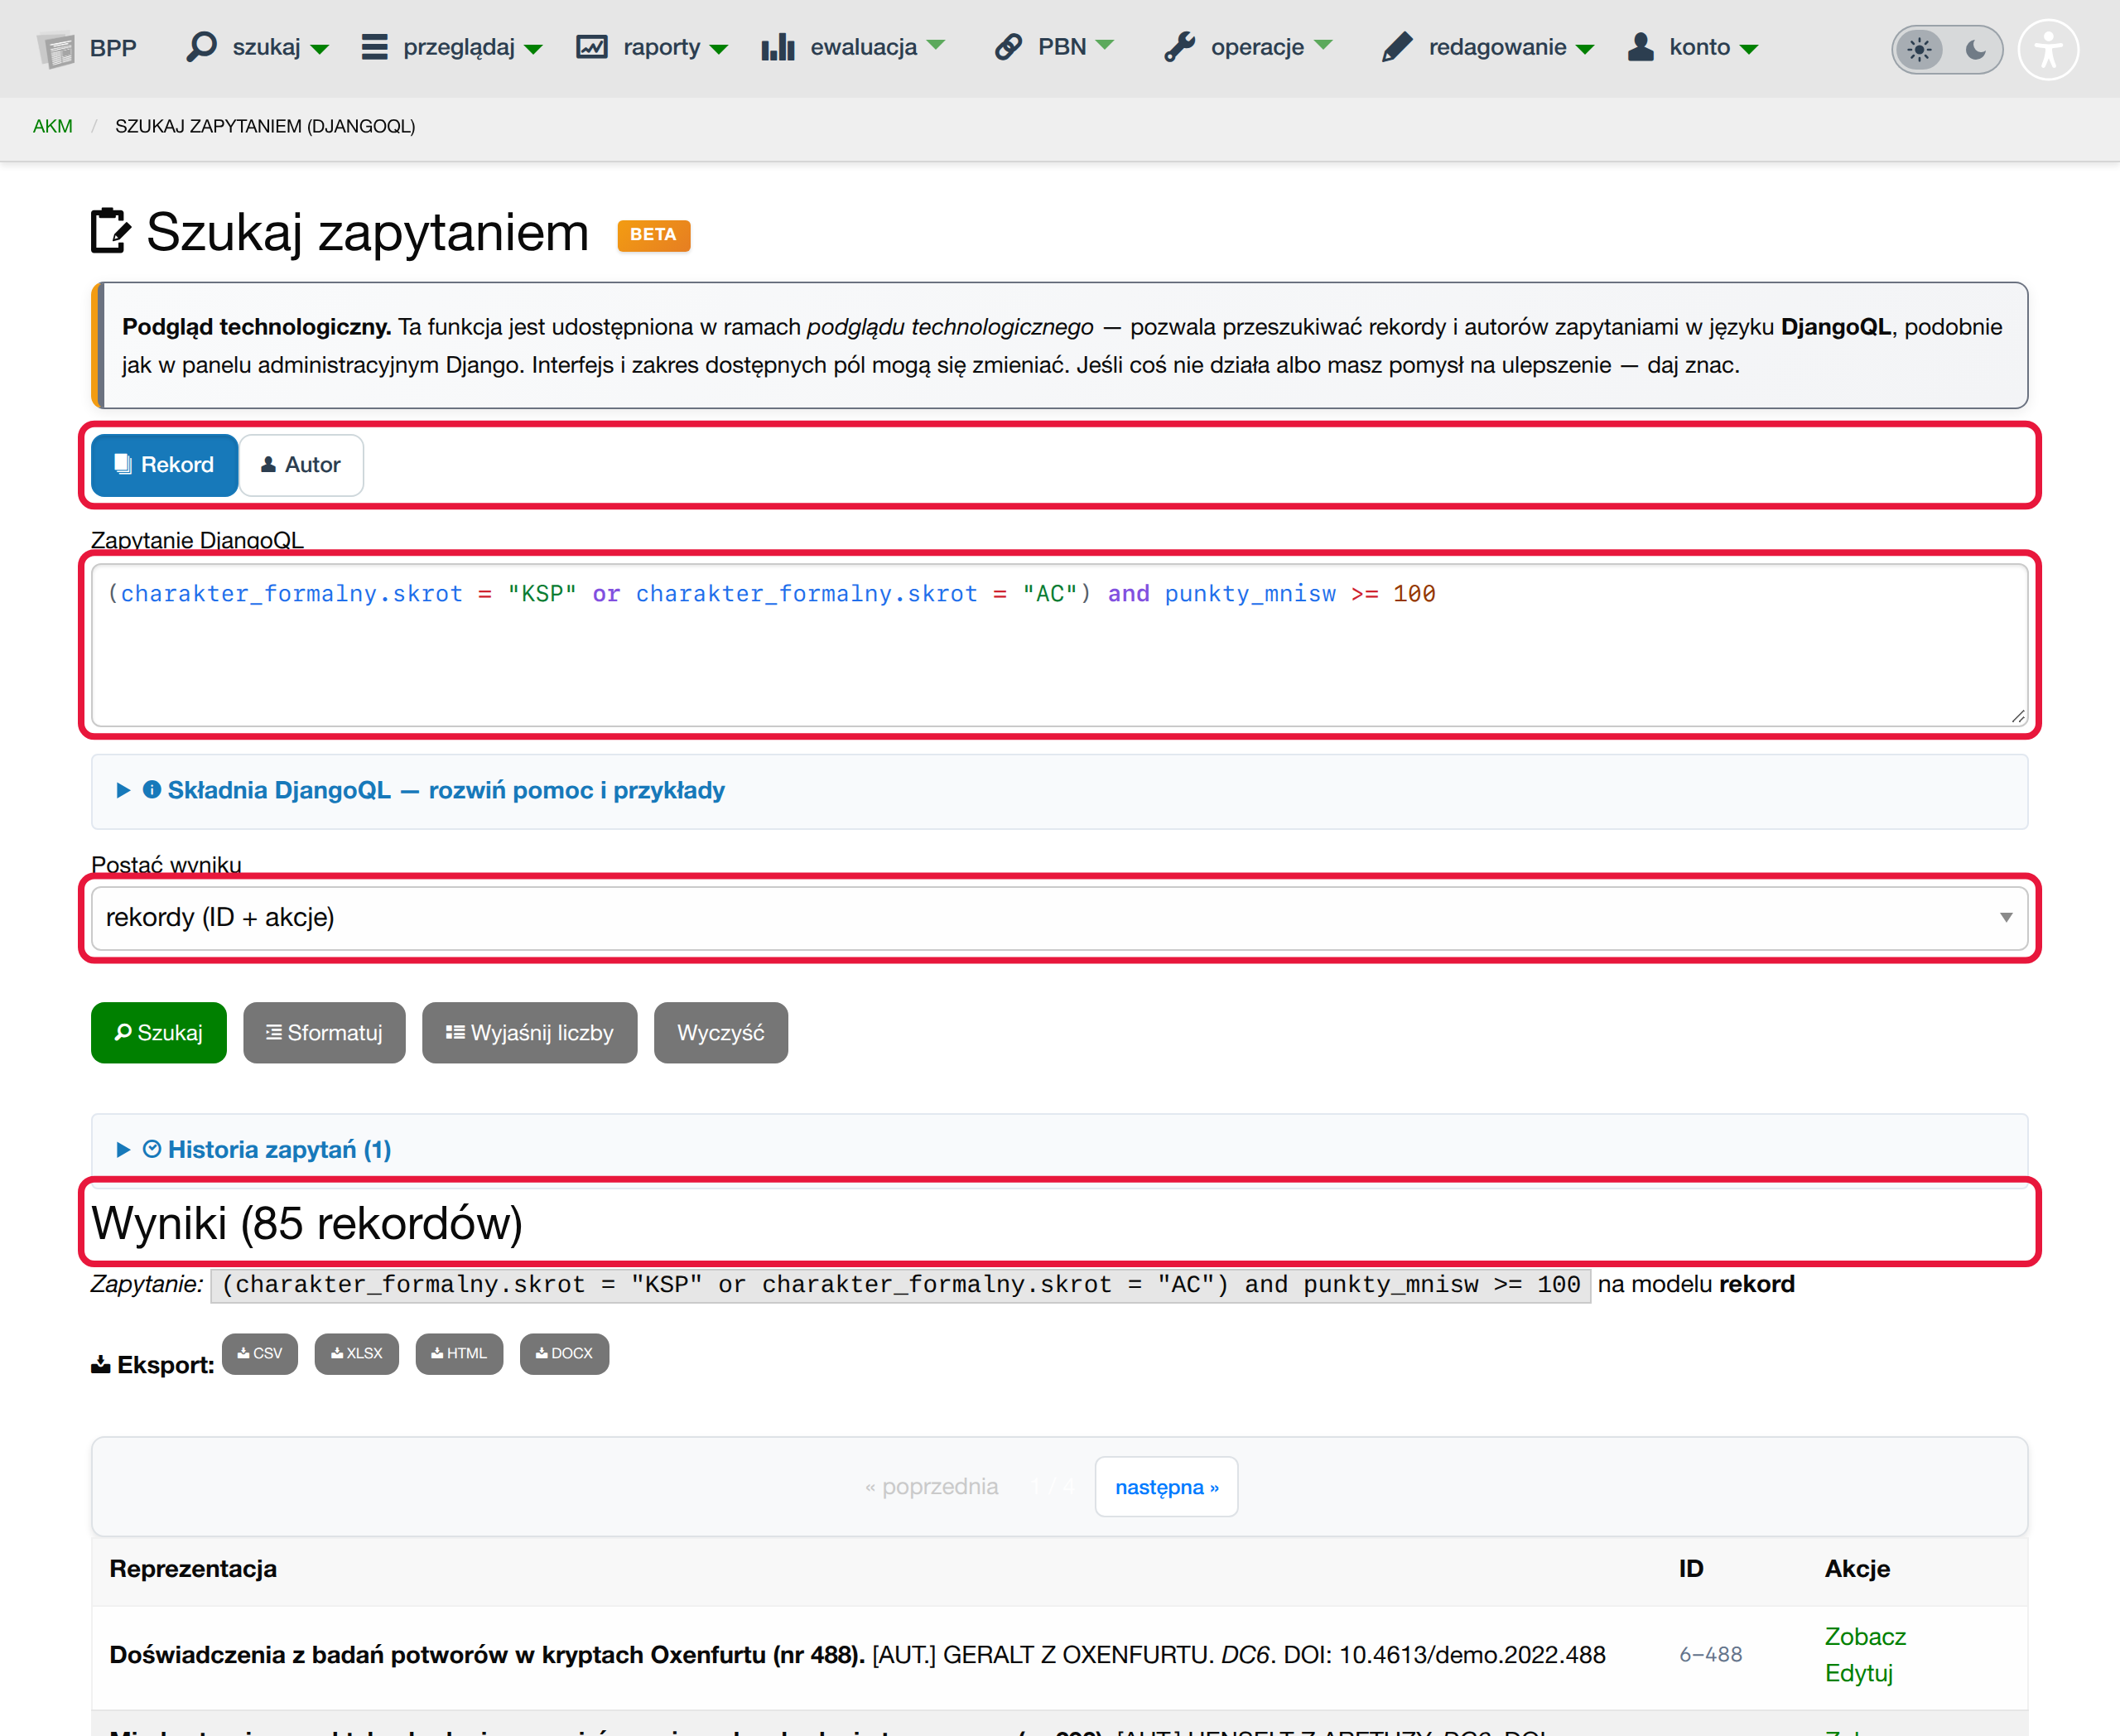 BPP szukaj przeglądaj raporty ewaluacja PBN operacje redagowanie konto
AKM / SZUKAJ ZAPYTANIEM (DJANGOQL)
Szukaj zapytaniem BETA
Podgląd technologiczny. Ta funkcja jest udostępniona w ramach podglądu technologicznego — pozwala przeszukiwać rekordy i autorów zapytaniami w języku DjangoQL, podobnie
jak w panelu administracyjnym Django. Interfejs i zakres dostępnych pól mogą się zmieniać. Jeśli coś nie działa albo masz pomysł na ulepszenie — daj znac.
Rekord Autor
Zapytanie DjangoQL
(charakter_formalny.skrot = "KSP" or charakter_formalny.skrot = "AC") and punkty_mnisw >= 100
Składnia DjangoQL — rozwiń pomoc i przykłady
Postać wyniku
rekordy (ID + akcje)
Szukaj Sformatuj Wyjaśnij liczby Wyczyść
Historia zapytań (1)
Wyniki (85 rekordów)
Zapytanie: (charakter_formalny.skrot = "KSP" or charakter_formalny.skrot = "AC") and punkty_mnisw >= 100 na modelu rekord
Eksport: CSV XLSX HTML DOCX
« poprzednia 1 / 4 następna »
Reprezentacja ID Akcje
Doświadczenia z badań potworów w kryptach Oxenfurtu (nr 488). [AUT.] GERALT Z OXENFURTU. DC6. DOI: 10.4613/demo.2022.488 6-488 Zobacz
Edytuj